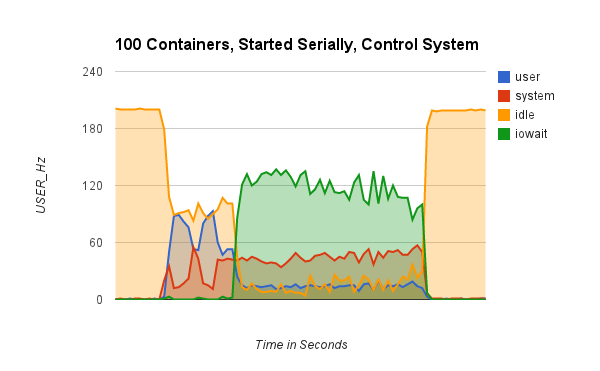 100 Containers, Started Serially, Control System
240
180
120
60
0
USER_Hz
Time in Seconds
user
system
idle
iowait